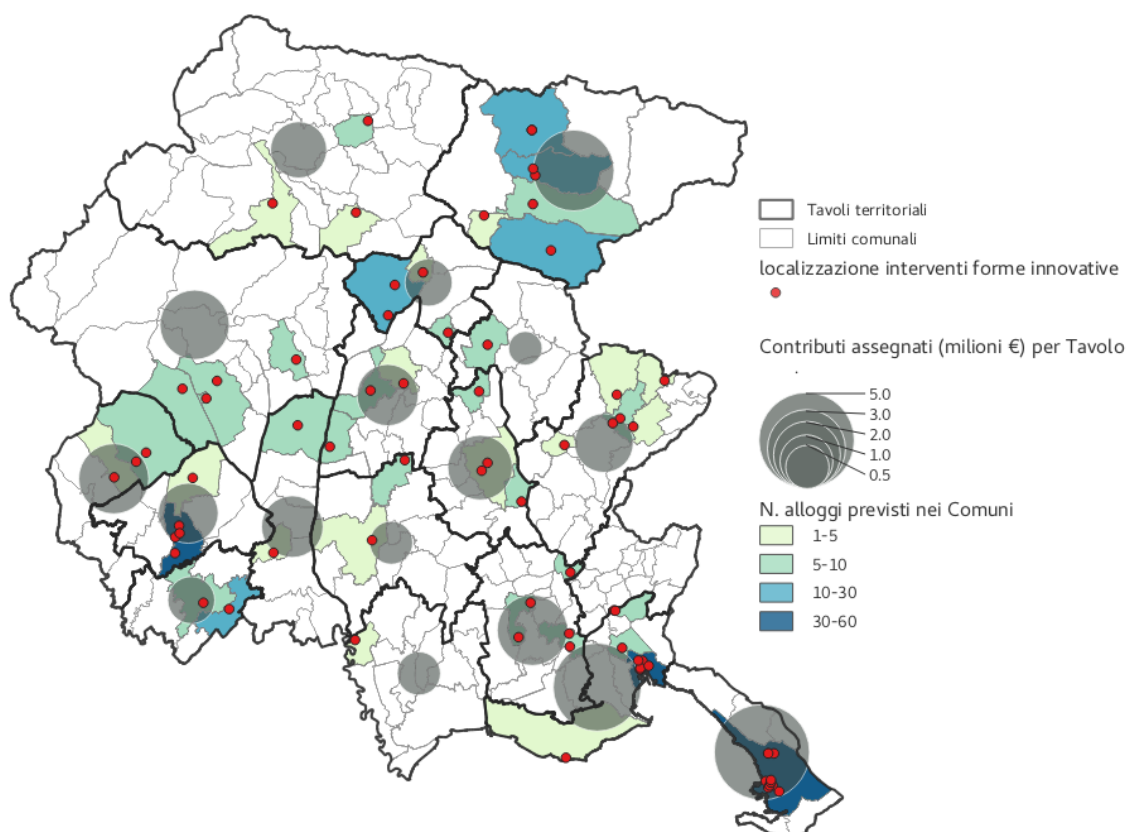 Tavoli territoriali
Limiti comunali
localizzazione interventi forme innovative
Contributi assegnati (milioni €) per Tavolo
5.0
3.0
2.0
1.0
0.5
N. alloggi previsti nei Comuni
1-5
5-10
10-30
30-60